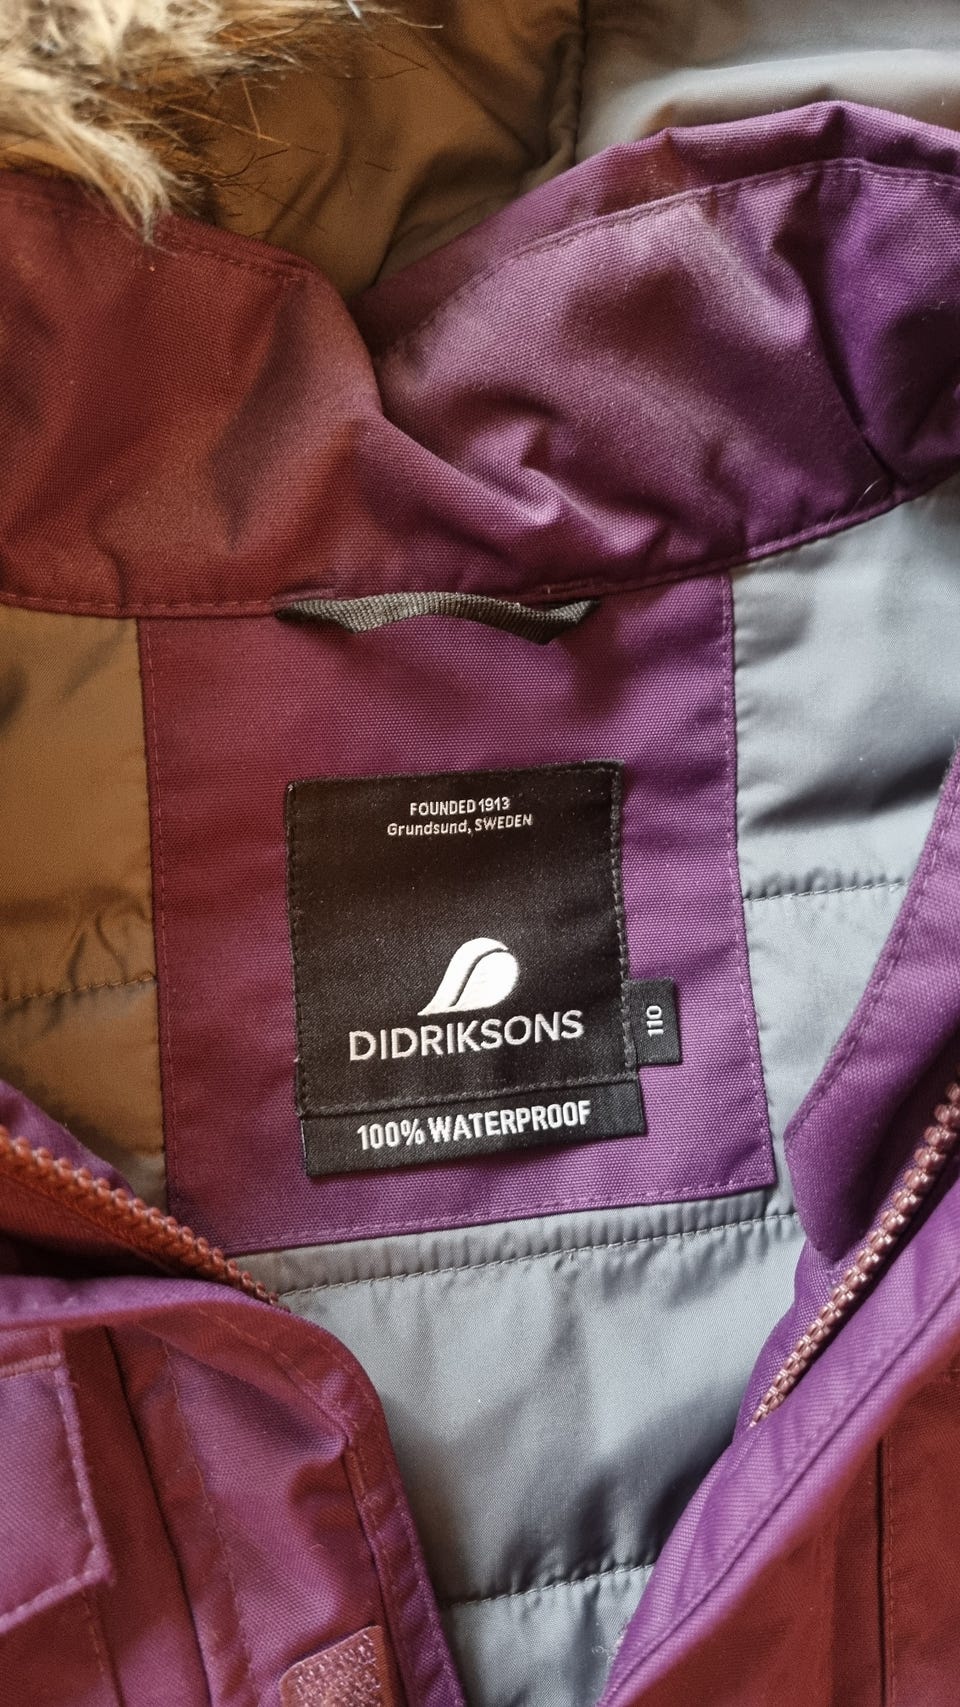 FOUNDED 1913
Grundsund, SWEDEN
DIDRIKSONS
110
100% WATERPROOF